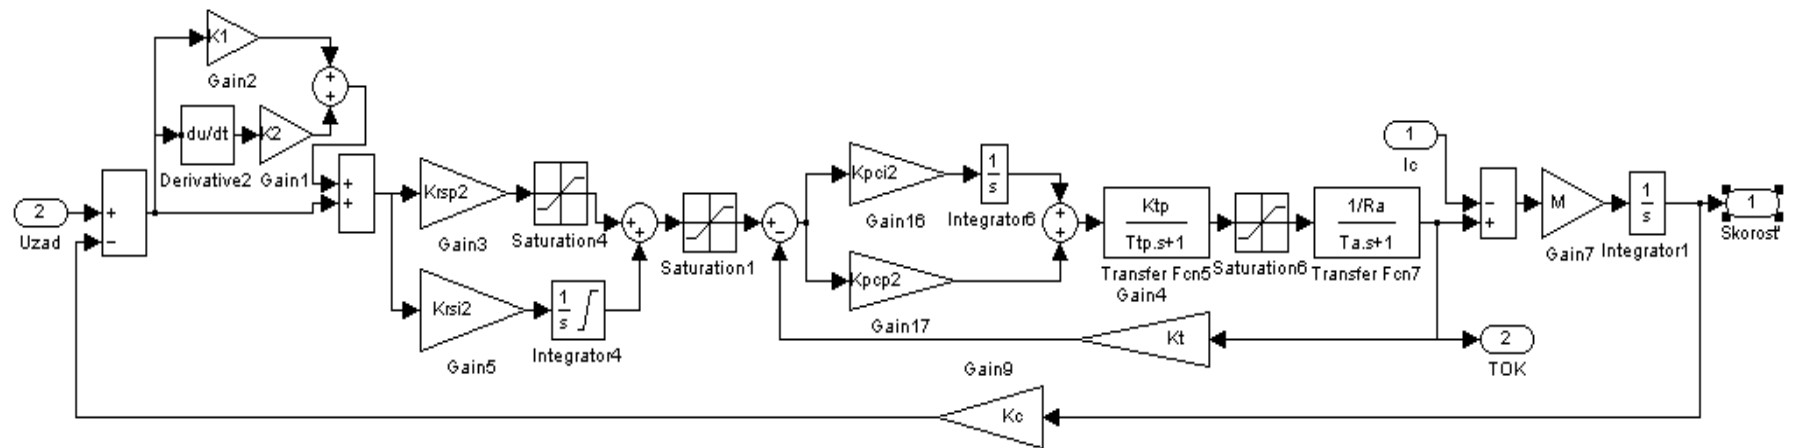 K1
Gain2
+
+
du/dt
K2
Derivative2
Gain1
2
Uzad
+
−
+
+
Krsp2
Gain3
Saturation4
Krsi2
Gain5
1
s
Integrator4
+
+
Saturation1
+
−
Kpci2
Gain16
1
s
Integrator6
Kpcp2
Gain17
+
+
Ktp
Ttp.s+1
Transfer Fcn5
Gain4
Saturation6
1/Ra
Ta.s+1
Transfer Fcn7
1
Ic
−
+
M
Gain7
1
s
Integrator1
1
Skorost'
Kt
Gain9
2
TOK
Kc